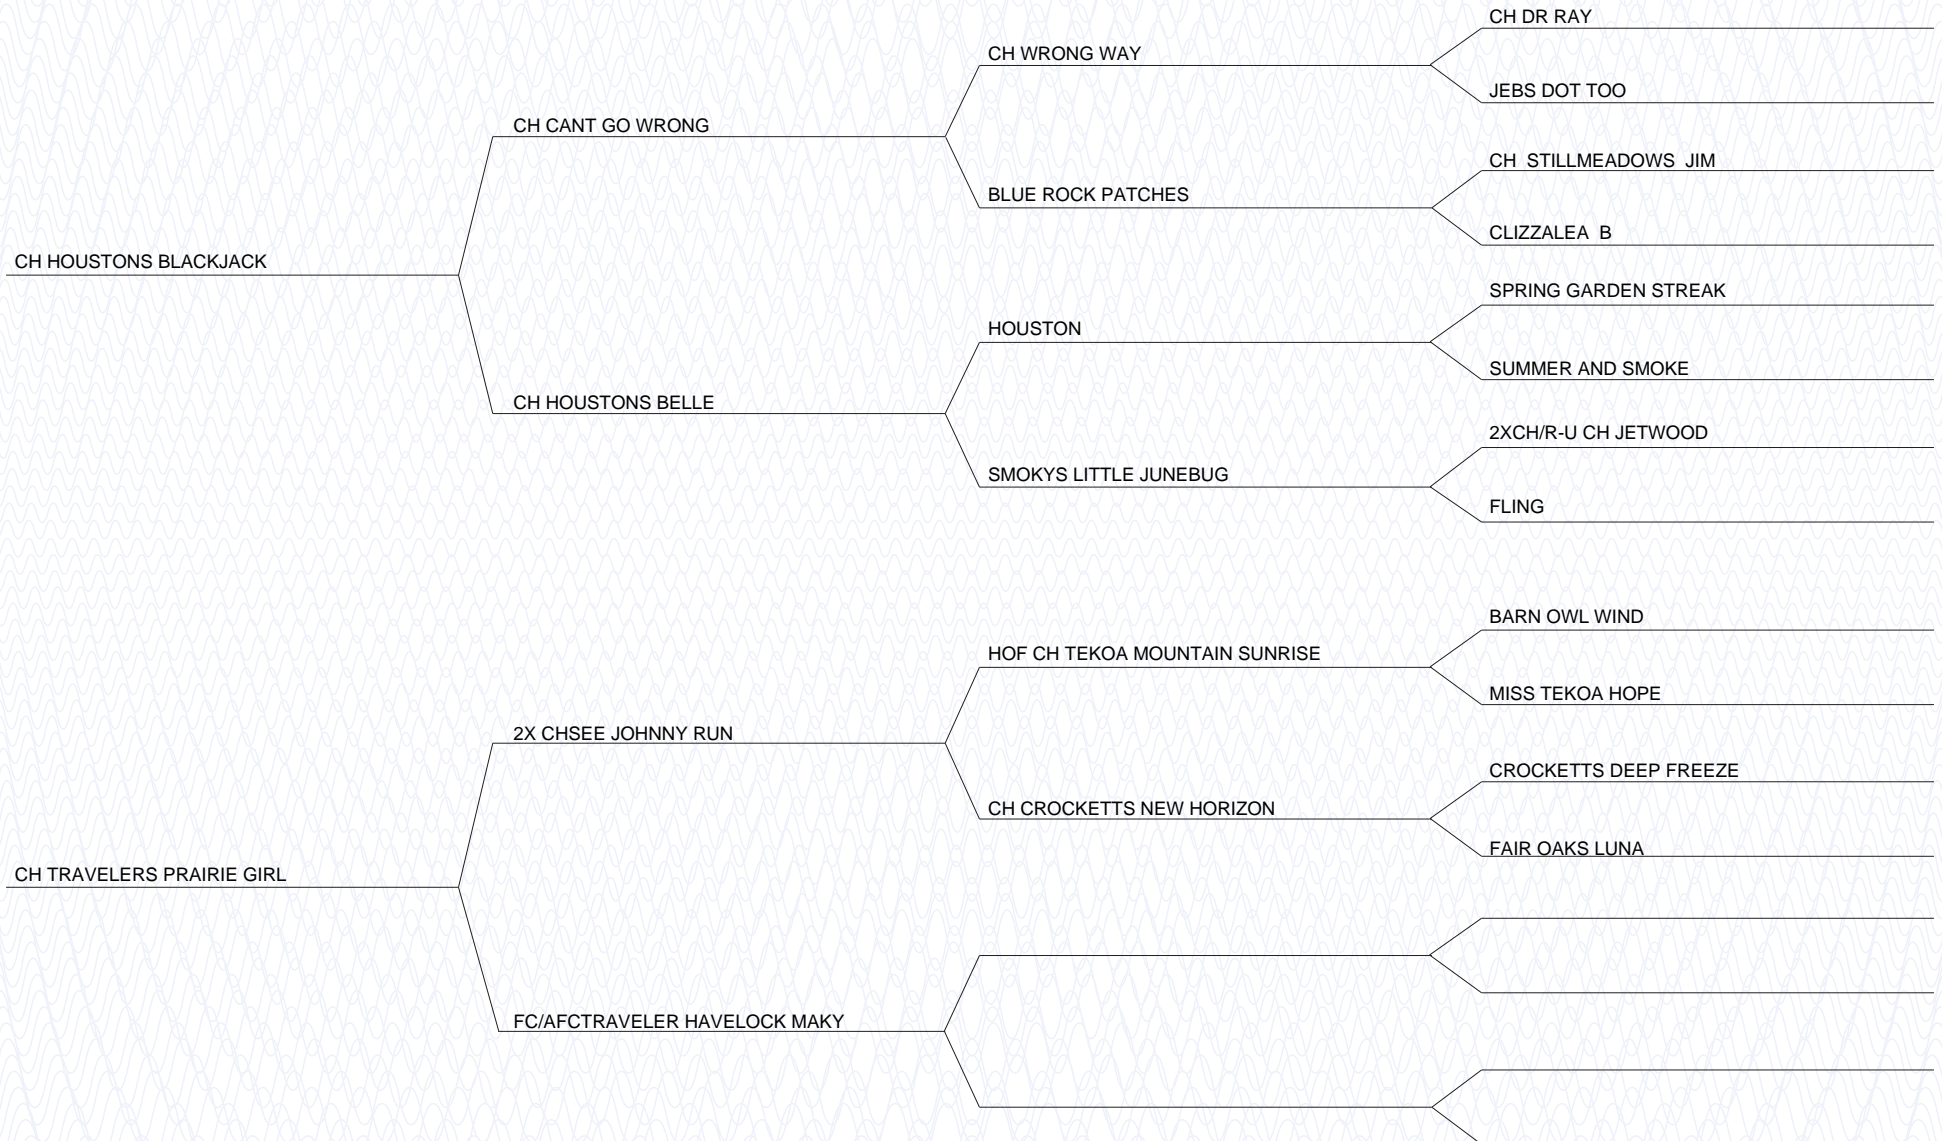 CH DR RAY
CH WRONG WAY
JEBS DOT TOO
CH CANT GO WRONG
CH  STILLMEADOWS  JIM
BLUE ROCK PATCHES
CLIZZALEA  B
CH HOUSTONS BLACKJACK
SPRING GARDEN STREAK
HOUSTON
SUMMER AND SMOKE
CH HOUSTONS BELLE
2XCH/R-U CH JETWOOD
SMOKYS LITTLE JUNEBUG
FLING
BARN OWL WIND
HOF CH TEKOA MOUNTAIN SUNRISE
MISS TEKOA HOPE
2X CHSEE JOHNNY RUN
CROCKETTS DEEP FREEZE
CH CROCKETTS NEW HORIZON
FAIR OAKS LUNA
CH TRAVELERS PRAIRIE GIRL
FC/AFCTRAVELER HAVELOCK MAKY